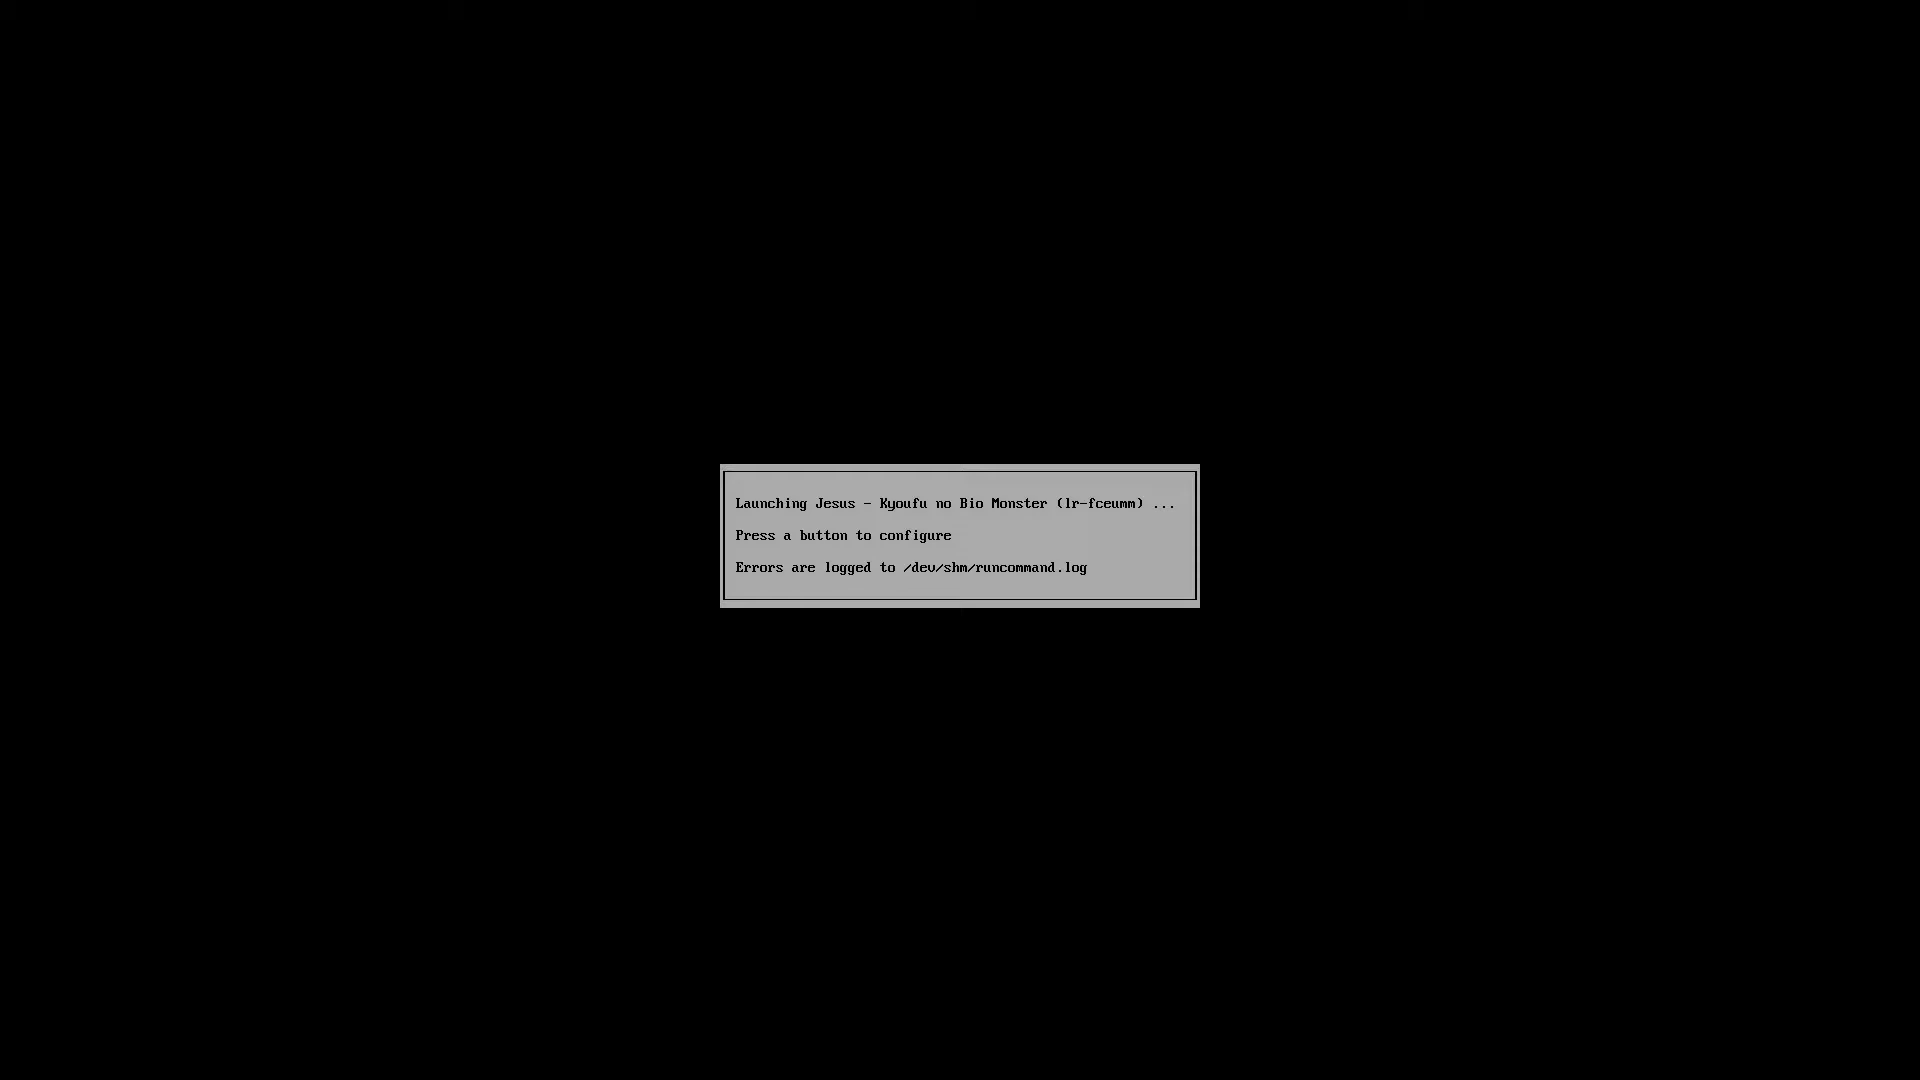 Launching Jesus - Kyoufu no Bio Monster (lr-fceumm) ...
Press a button to configure
Errors are logged to /dev/shm/runcommand.log